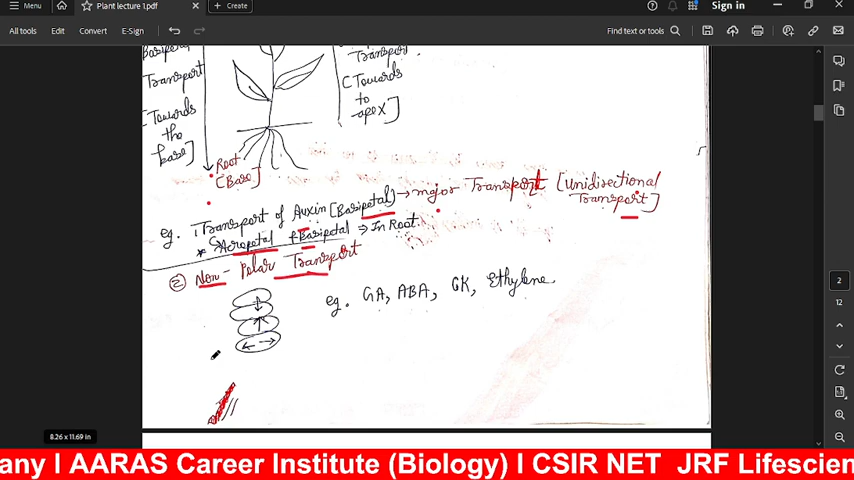 Menu
Plant lecture 1.pdf
Create
Sign in
All tools Edit Convert E-Sign
Find text or tools
Transport
[Towards
the
base]
Transport
[Towards
to
apex]
Root
[Base]
eg. Transport of Auxin [Basipetal) → major Transport [Unidirectional
Transport]
* Acropetal & Basipetal ⇒ In Root.
② Non-Polar Transport
eg. GA, ABA, CK, Ethylene.
2
12
8.26 x 11.69 in
any I AARAS Career Institute (Biology) I CSIR NET JRF Lifescien